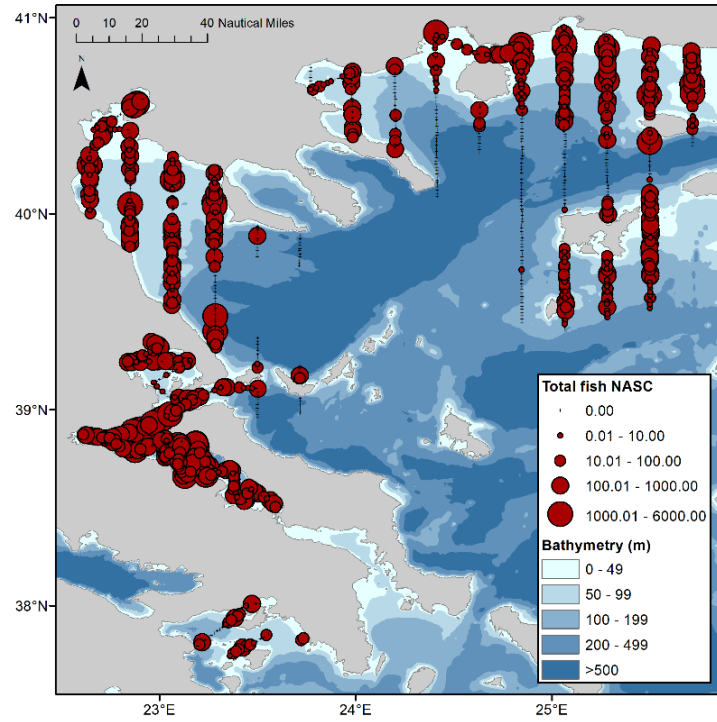 41°N
0 10 20 40 Nautical Miles
N
40°N
39°N
38°N
Total fish NASC
0.00
0.01 - 10.00
10.01 - 100.00
100.01 - 1000.00
1000.01 - 6000.00
Bathymetry (m)
0 - 49
50 - 99
100 - 199
200 - 499
>500
23°E 24°E 25°E